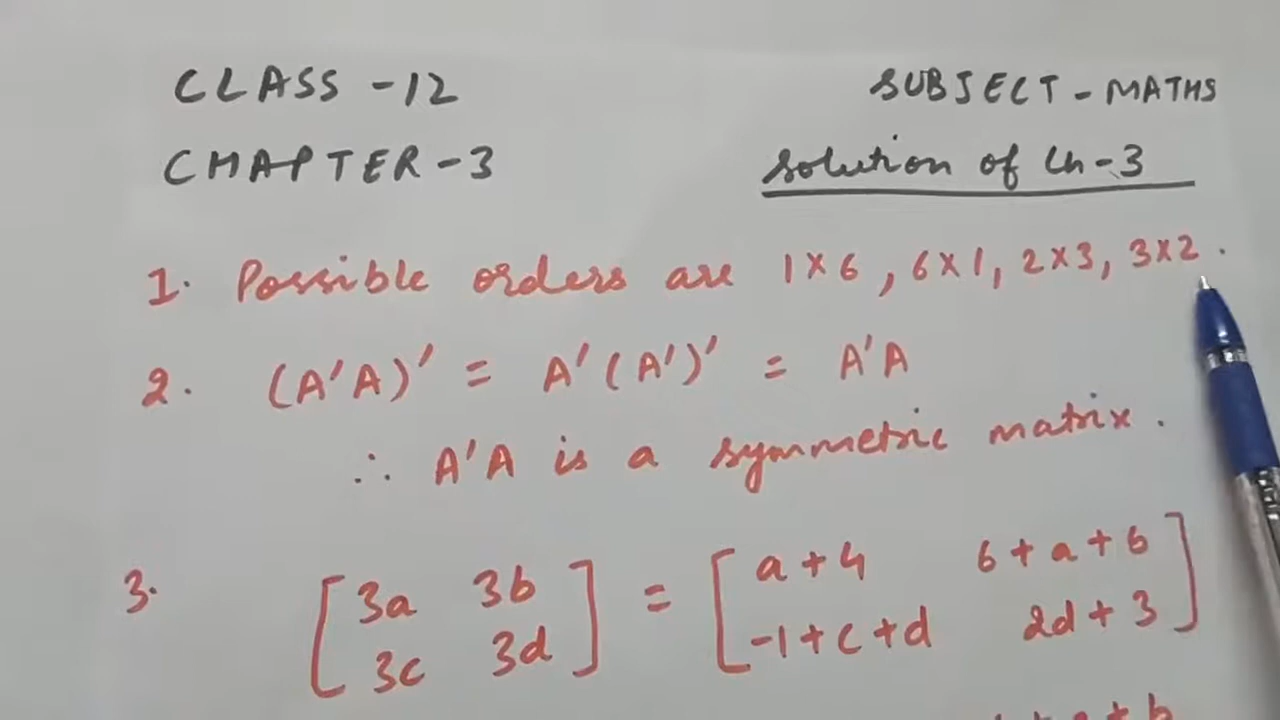 CLASS - 12
SUBJECT - MATHS
CHAPTER - 3
Solution of Ch-3
1. Possible orders are 1×6, 6×1, 2×3, 3×2.
2. (A'A)' = A'(A')' = A'A
∴ A'A is a symmetric matrix.
3. [3a 3b = [a+4 6+a+b
3c 3d] -1+c+d 2d+3]